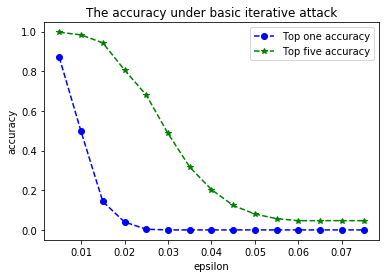 The accuracy under basic iterative attack
Top one accuracy
Top five accuracy
accuracy
1.0
0.8
0.6
0.4
0.2
0.0
0.01 0.02 0.03 0.04 0.05 0.06 0.07
epsilon